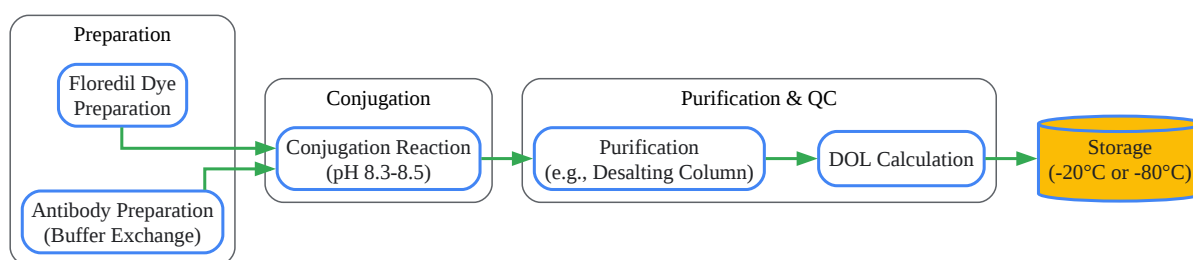 Preparation
Floredil Dye
Preparation
Antibody Preparation
(Buffer Exchange)
Conjugation
Conjugation Reaction
(pH 8.3-8.5)
Purification & QC
Purification
(e.g., Desalting Column)
DOL Calculation
Storage
(-20°C or -80°C)